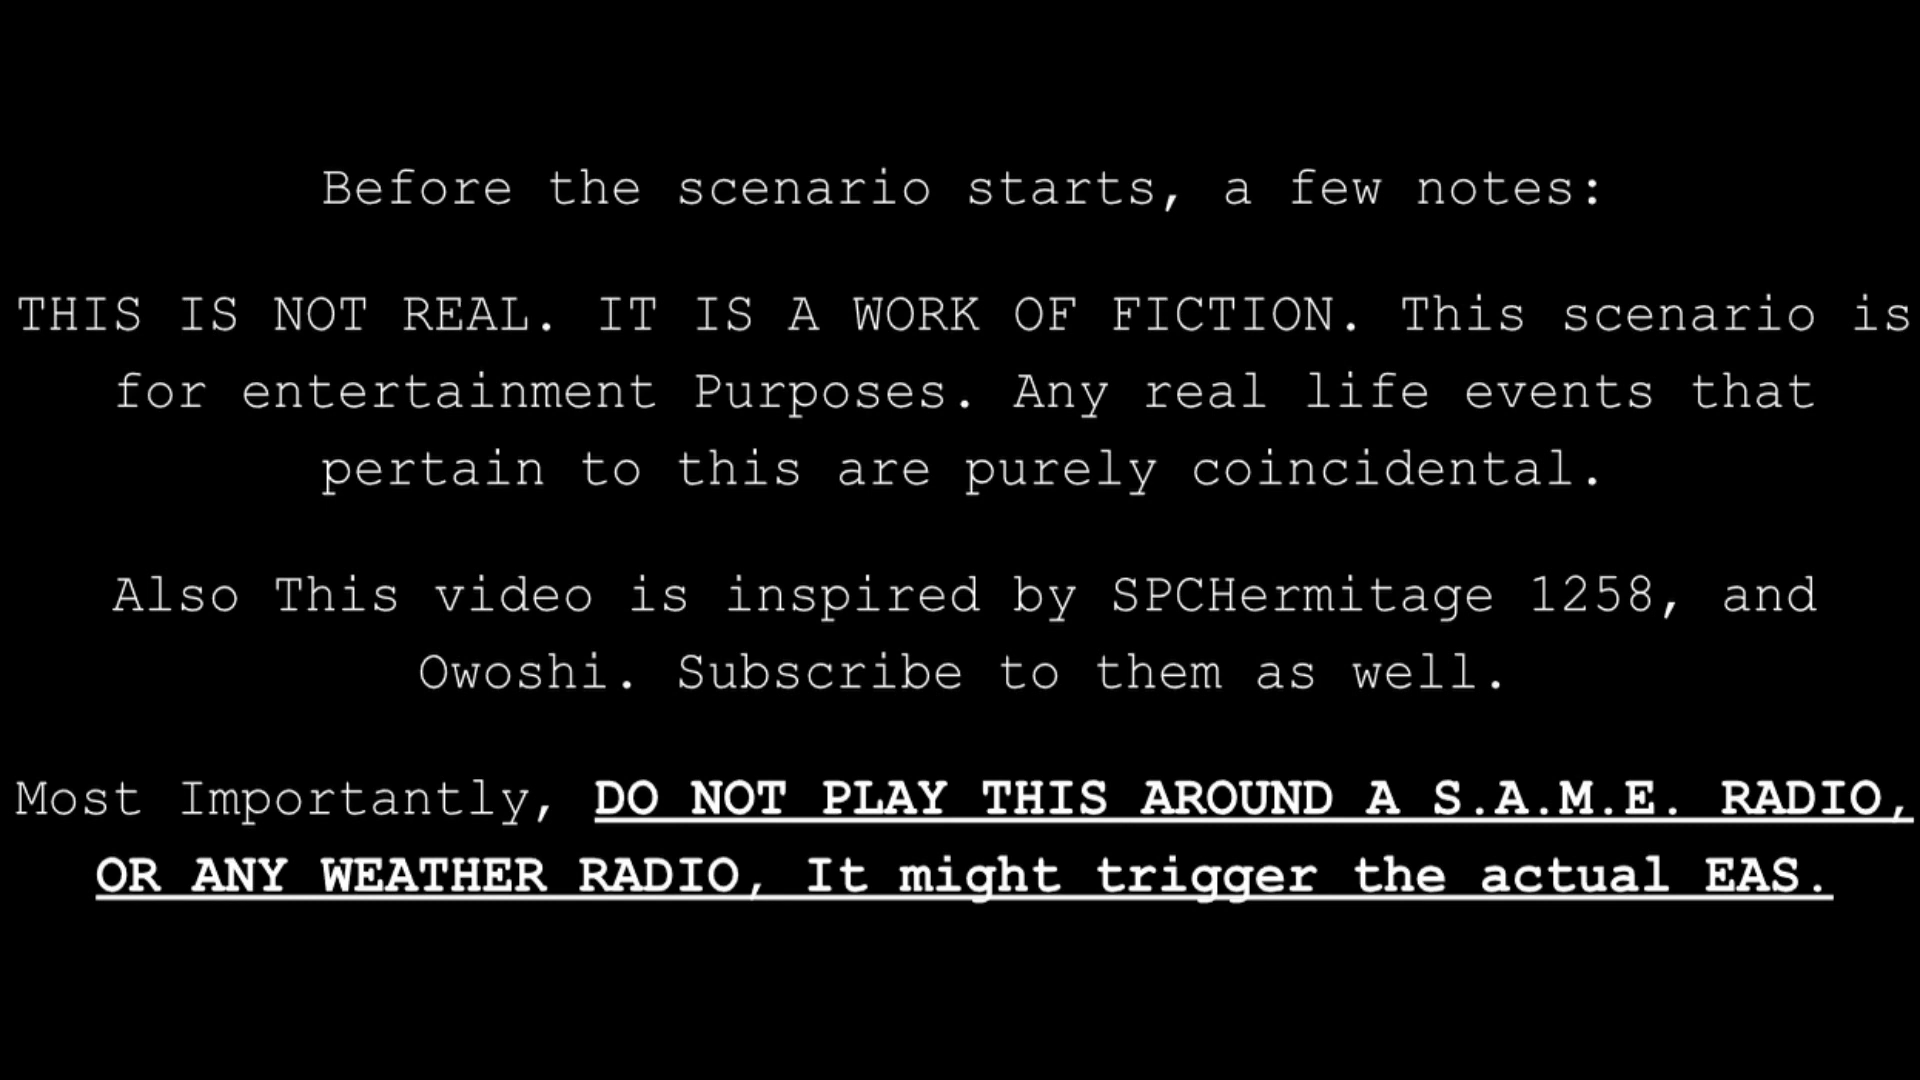 Before the scenario starts, a few notes:
THIS IS NOT REAL. IT IS A WORK OF FICTION. This scenario is
for entertainment Purposes. Any real life events that
pertain to this are purely coincidental.
Also This video is inspired by SPCHermitage 1258, and
Owoshi. Subscribe to them as well.
Most Importantly, DO NOT PLAY THIS AROUND A S.A.M.E. RADIO,
OR ANY WEATHER RADIO, It might trigger the actual EAS.